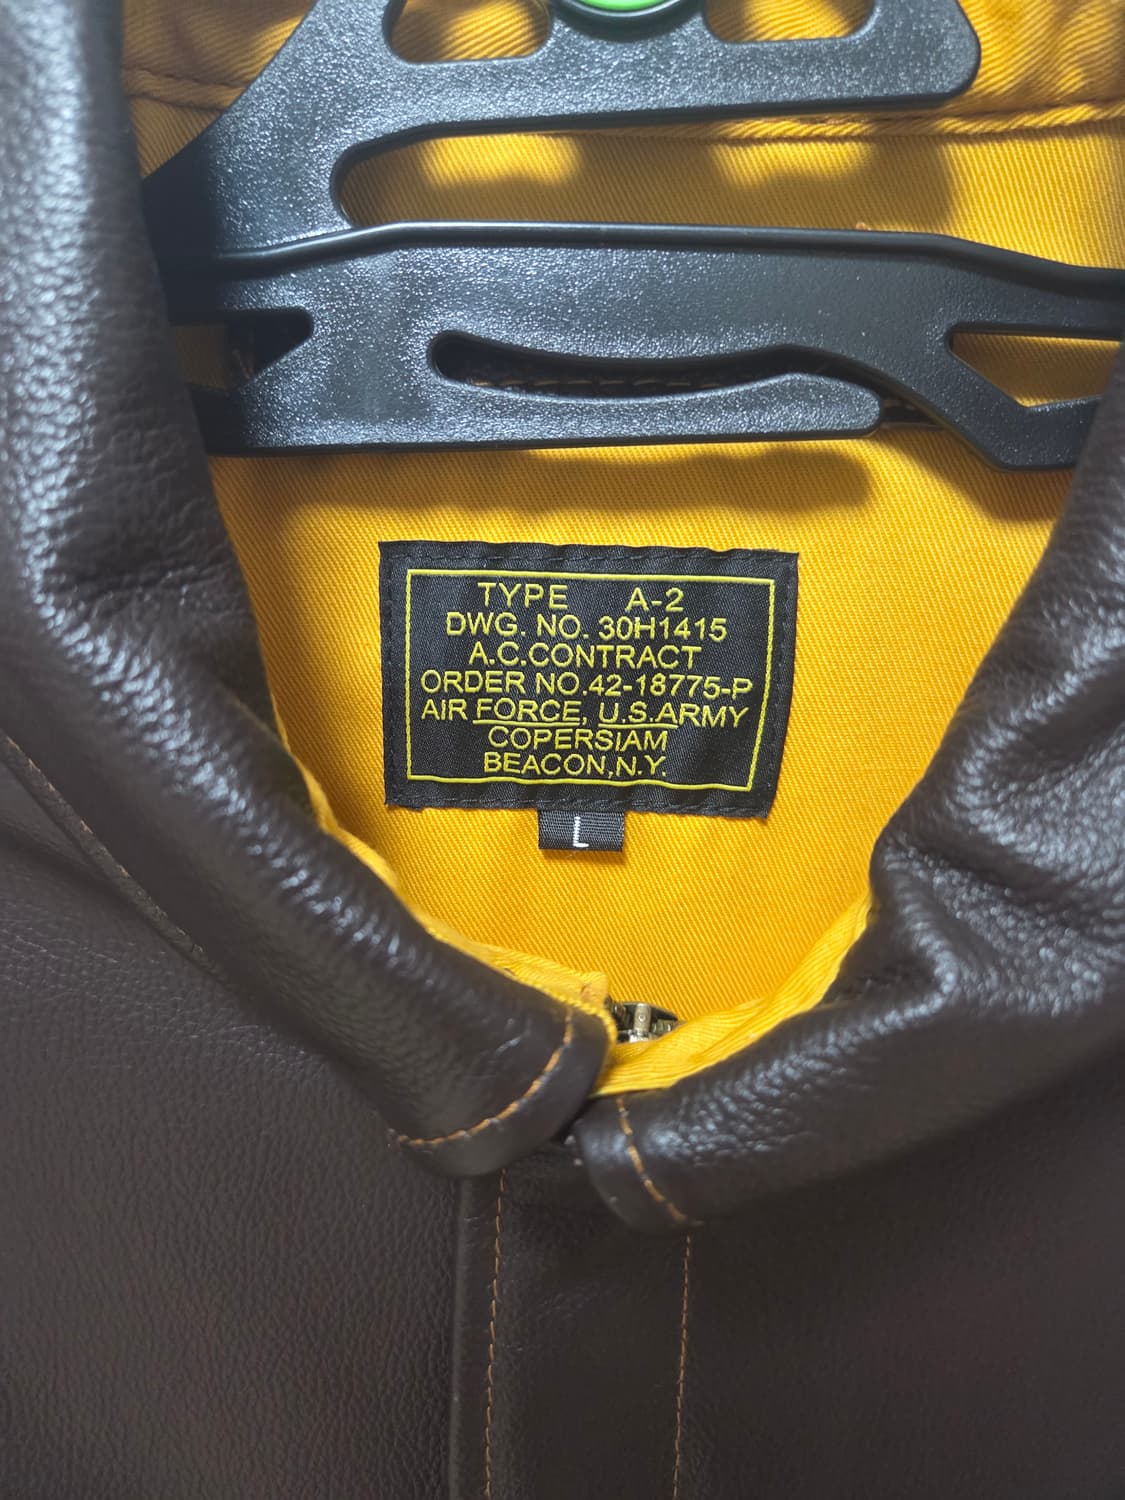 TYPE A-2
DWG. NO. 30H1415
A.C.CONTRACT
ORDER NO.42-18775-P
AIR FORCE, U.S.ARMY
COPERSIAM
BEACON,N.Y.
L